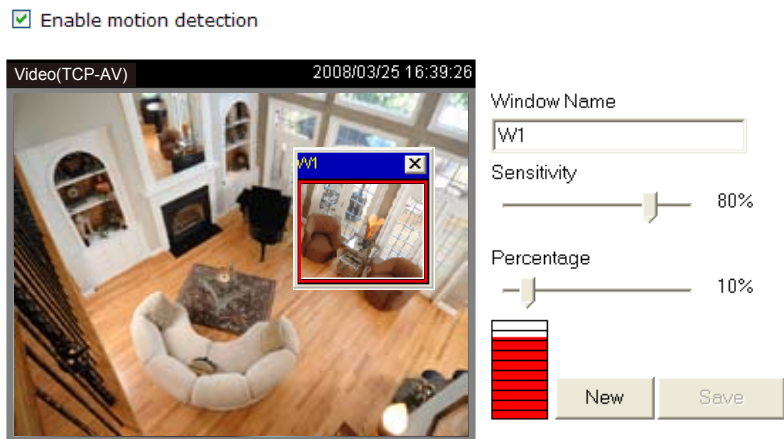 Enable motion detection
Video(TCP-AV) 2008/03/25 16:39:26
W1
Window Name
W1
Sensitivity
80%
Percentage
10%
New Save